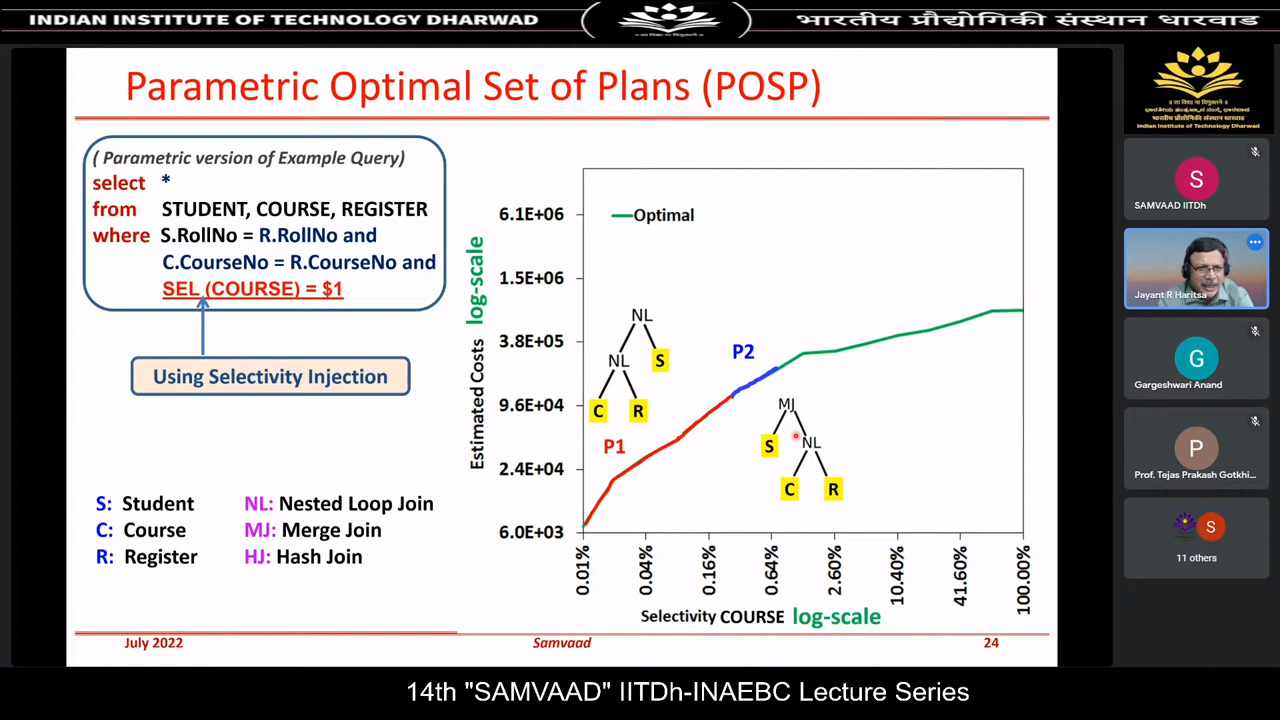 INDIAN INSTITUTE OF TECHNOLOGY DHARWAD
भारतीय प्रौद्योगिकी संस्थान धारवाड
Parametric Optimal Set of Plans (POSP)
( Parametric version of Example Query)
select *
from STUDENT, COURSE, REGISTER
where S.RollNo = R.RollNo and
C.CourseNo = R.CourseNo and
SEL (COURSE) = $1
Using Selectivity Injection
S: Student NL: Nested Loop Join
C: Course MJ: Merge Join
R: Register HJ: Hash Join
Estimated Costs log-scale
6.1E+06
1.5E+06
3.8E+05
9.6E+04
2.4E+04
6.0E+03
Optimal
NL
NL S
C R
P1
P2
MJ
S NL
C R
0.01% 0.04% 0.16% 0.64% 2.60% 10.40% 41.60% 100.00%
Selectivity COURSE log-scale
July 2022 Samvaad 24
Indian Institute of Technology Dharwad
S
SAMVAAD IITDh
Jayant R Haritsa
G
Gargeshwari Anand
P
Prof. Tejas Prakash Gotkhi...
S
11 others
14th "SAMVAAD" IITDh-INAEBC Lecture Series